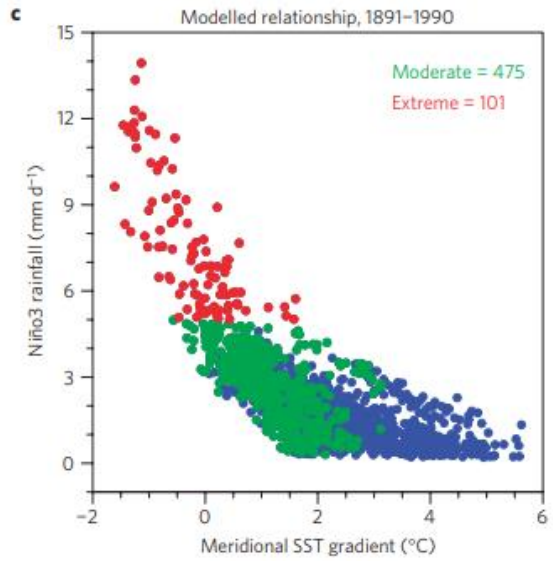 c
Modelled relationship, 1891–1990
15
12
9
6
3
0
Niño3 rainfall (mm d⁻¹)
Moderate = 475
Extreme = 101
−2 0 2 4 6
Meridional SST gradient (°C)